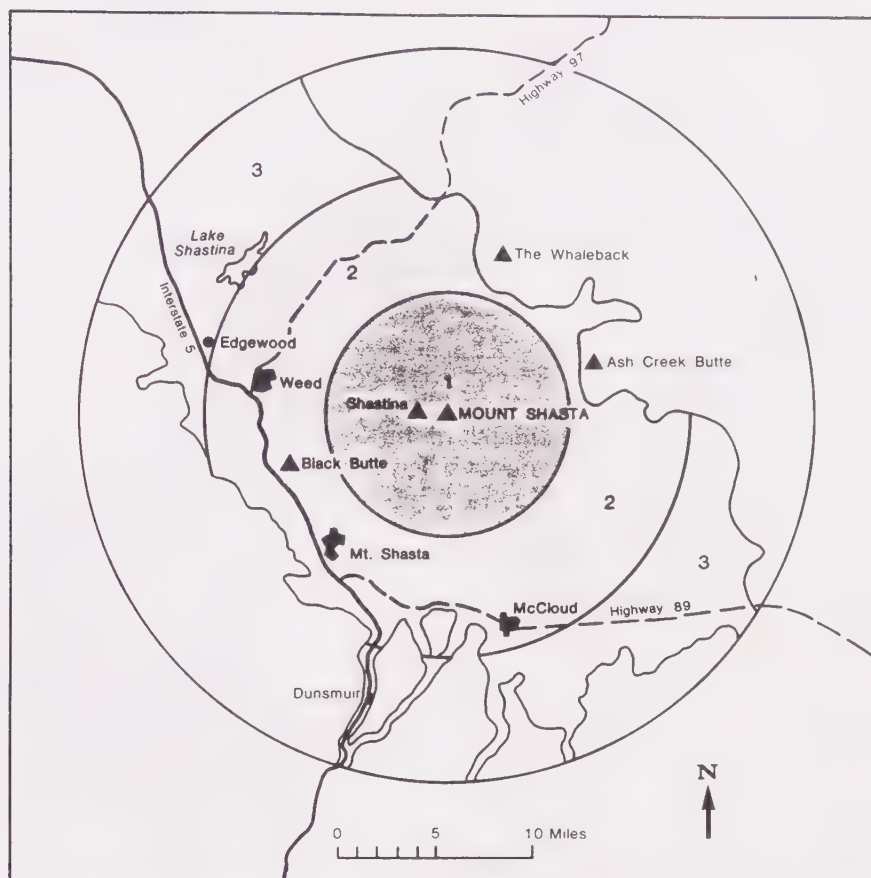 Highway 97
3
Lake
Shastina
2
The Whaleback
Interstate 5
Edgewood
Weed
1
Ash Creek Butte
Shastina
MOUNT SHASTA
Black Butte
2
Mt. Shasta
3
McCloud
Highway 89
Dunsmuir
N
0 5 10 Miles